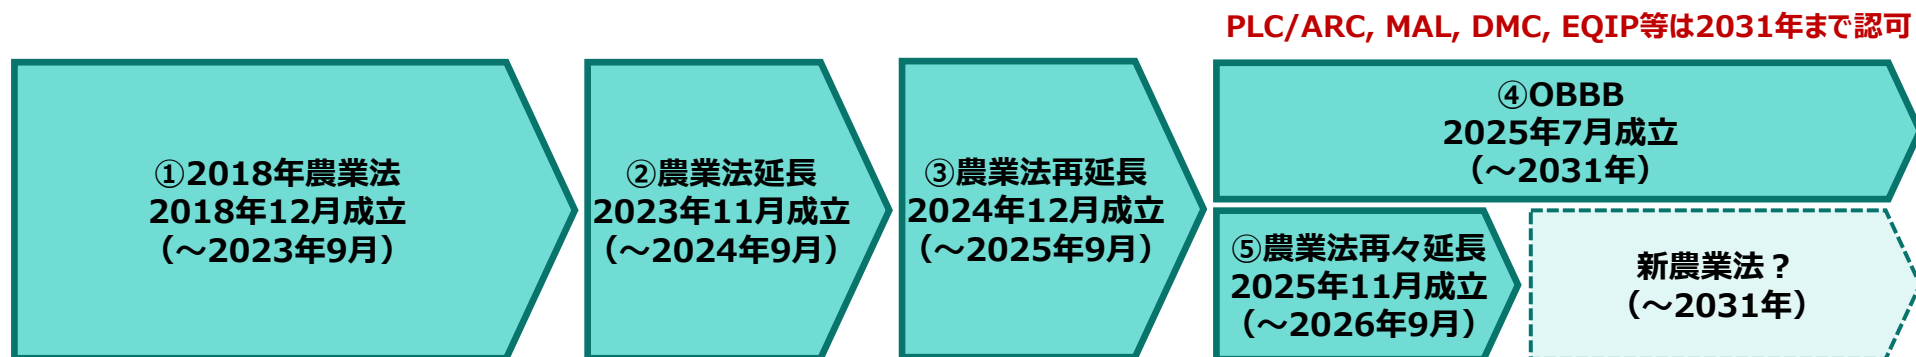 PLC/ARC, MAL, DMC, EQIP等は2031年まで認可
①2018年農業法
2018年12月成立
（～2023年9月）
②農業法延長
2023年11月成立
（～2024年9月）
③農業法再延長
2024年12月成立
（～2025年9月）
④OBBB
2025年7月成立
（～2031年）
⑤農業法再々延長
2025年11月成立
（～2026年9月）
新農業法？
（～2031年）